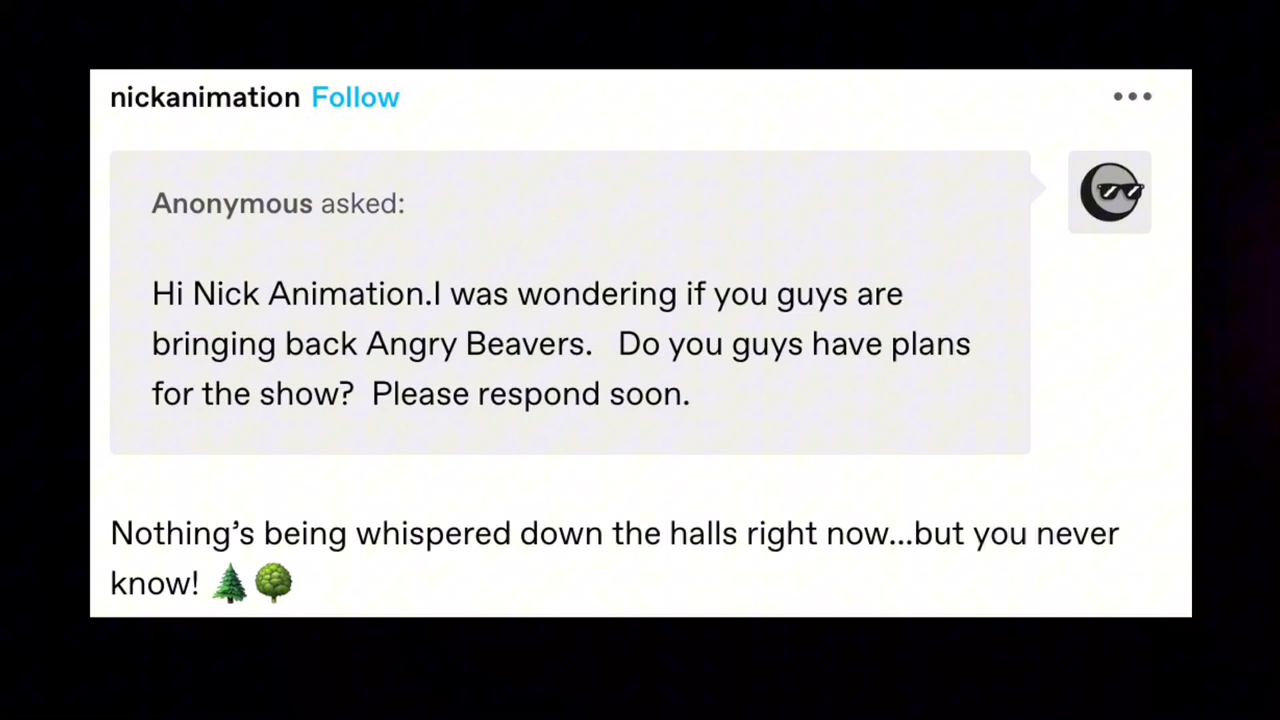 nickanimation Follow
Anonymous asked:
Hi Nick Animation.I was wondering if you guys are
bringing back Angry Beavers.   Do you guys have plans
for the show?  Please respond soon.
Nothing’s being whispered down the halls right now...but you never
know! 🌲🌳